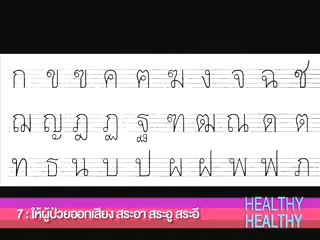 ก ข ฃ ค ฅ ฆ ง จ ฉ ช
ฌ ญ ฎ ฏ ฐ ฑ ฒ ณ ด ต
ท ธ น บ ป ผ ฝ พ ฟ ภ
7 : ให้ผู้ป่วยออกเสียง สระอา สระอู สระอี
HEALTHY
HEALTHY